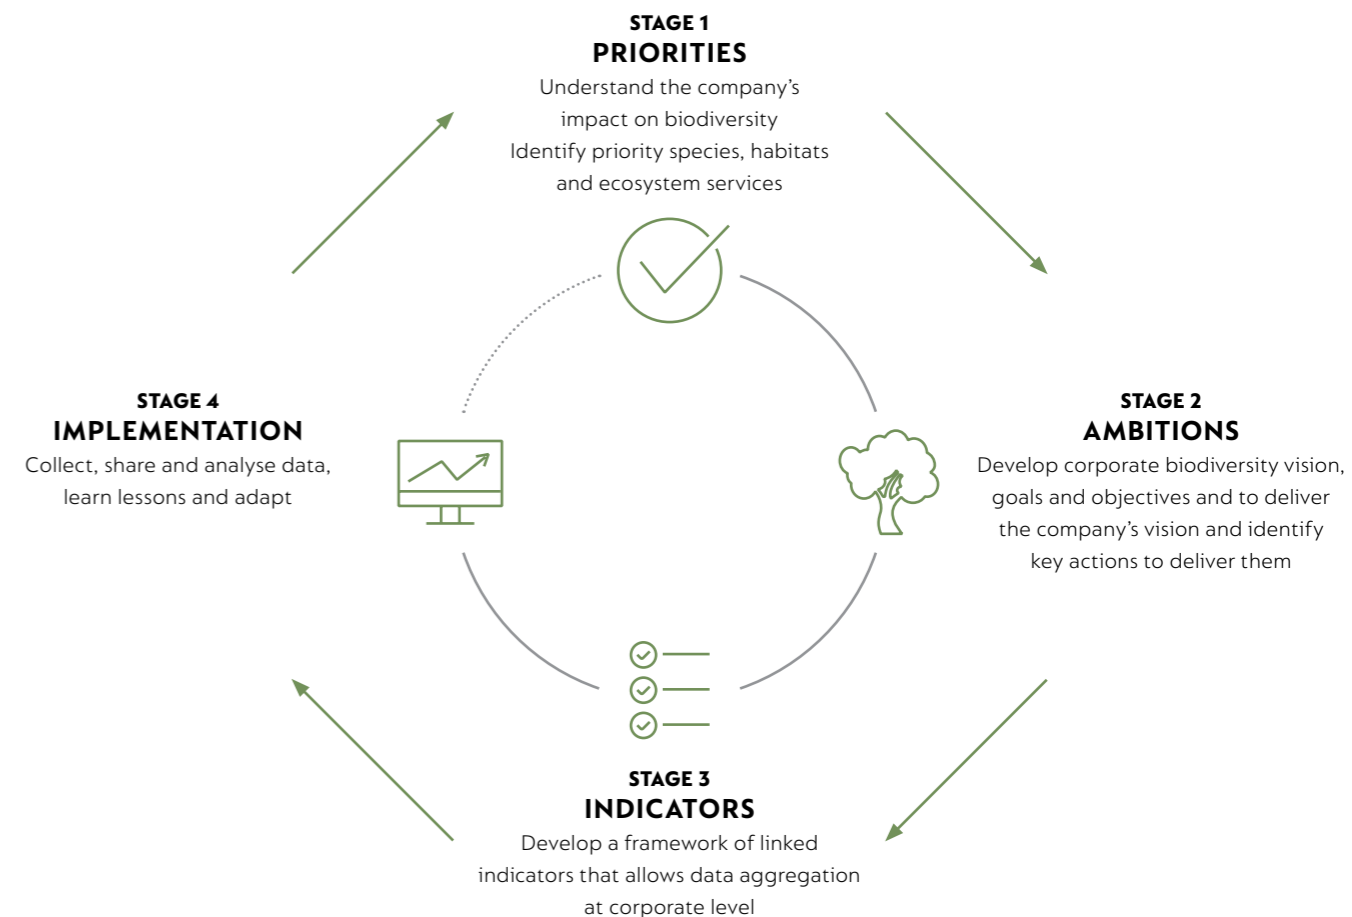 STAGE 1
PRIORITIES
Understand the company's
impact on biodiversity
Identify priority species, habitats
and ecosystem services
STAGE 2
AMBITIONS
Develop corporate biodiversity vision,
goals and objectives and to deliver
the company's vision and identify
key actions to deliver them
STAGE 3
INDICATORS
Develop a framework of linked
indicators that allows data aggregation
at corporate level
STAGE 4
IMPLEMENTATION
Collect, share and analyse data,
learn lessons and adapt